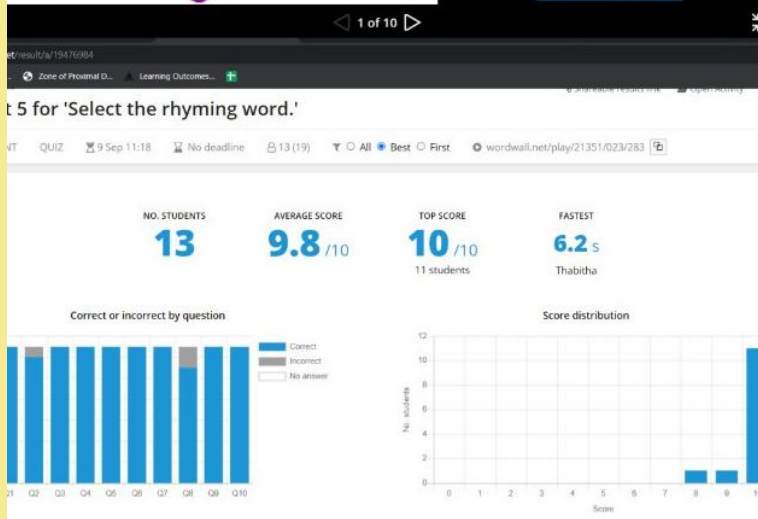 1 of 10
et/result/a/19476984
Zone of Proximal D... Learning Outcomes...
Shareable results link Open Activity
t 5 for 'Select the rhyming word.'
NT QUIZ 9 Sep 11:18 No deadline 13 (19) All Best First wordwall.net/play/21351/023/283
NO. STUDENTS AVERAGE SCORE TOP SCORE FASTEST
13 9.8 /10 10 /10 6.2 s
11 students Thabitha
Correct or incorrect by question Score distribution
Correct
Incorrect
No answer
12
10
8
6
4
2
0
No. students
Q1 Q2 Q3 Q4 Q5 Q6 Q7 Q8 Q9 Q10
0 1 2 3 4 5 6 7 8 9 1
Score